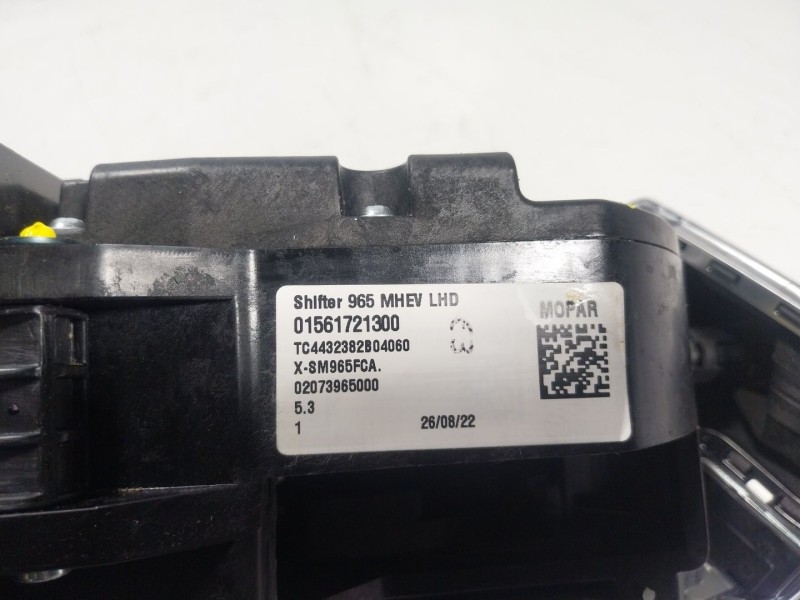 Shifter 965 MHEV LHD
01561721300
MOPAR
TC4432382B04060
X-SM965FCA.
02073965000
5.3
1
26/08/22